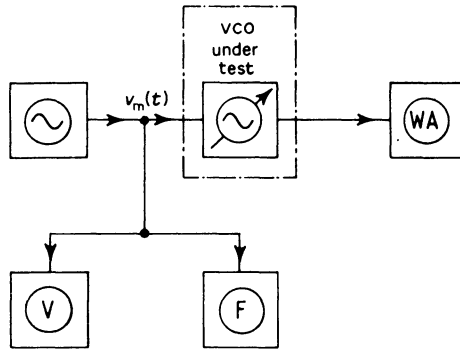 VCO
under
test
v_m(t)
WA
V
F